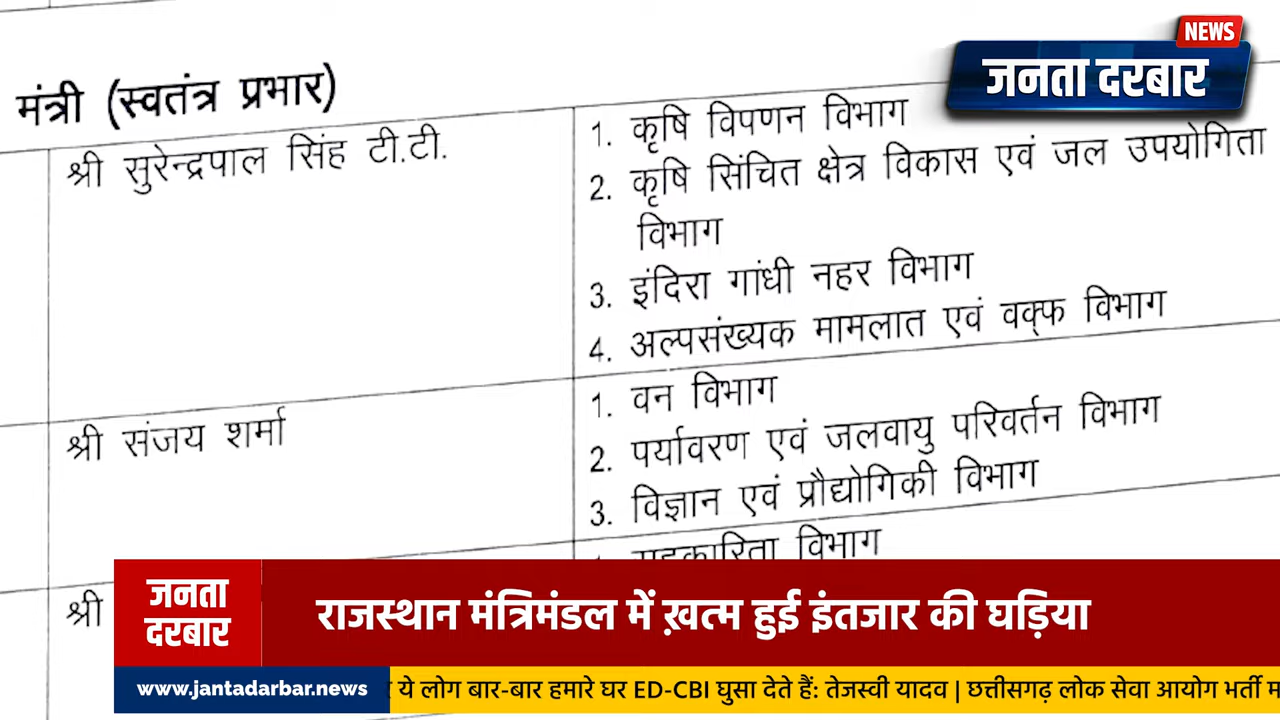 NEWS
जनता दरबार
मंत्री (स्वतंत्र प्रभार)
श्री सुरेन्द्रपाल सिंह टी.टी.
1. कृषि विपणन विभाग
2. कृषि सिंचित क्षेत्र विकास एवं जल उपयोगिता
विभाग
3. इंदिरा गांधी नहर विभाग
4. अल्पसंख्यक मामलात एवं वक्फ विभाग
श्री संजय शर्मा
1. वन विभाग
2. पर्यावरण एवं जलवायु परिवर्तन विभाग
3. विज्ञान एवं प्रौद्योगिकी विभाग
श्री
सहकारिता विभाग
जनता
दरबार
राजस्थान मंत्रिमंडल में ख़त्म हुई इंतजार की घड़िया
www.jantadarbar.news
ये लोग बार-बार हमारे घर ED-CBI घुसा देते हैं: तेजस्वी यादव | छत्तीसगढ़ लोक सेवा आयोग भर्ती